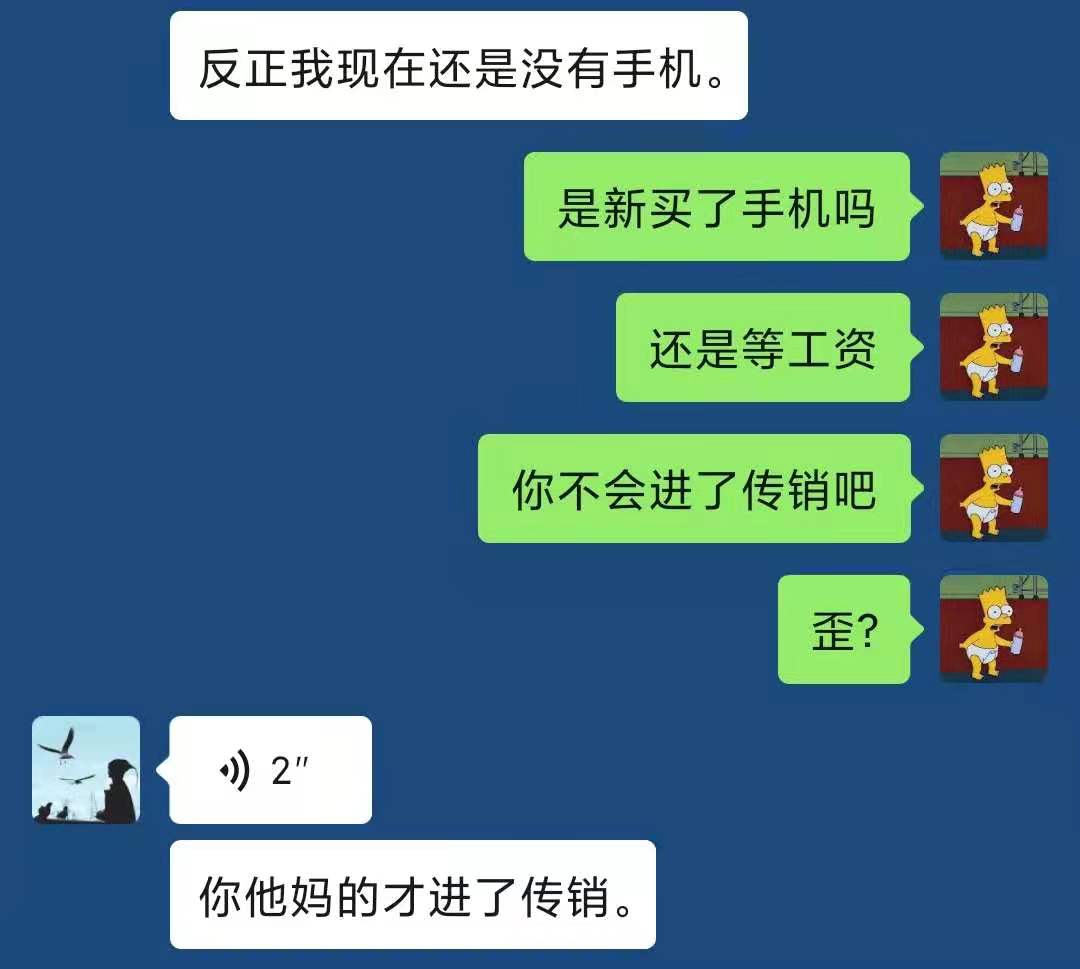 反正我现在还是没有手机。
是新买了手机吗
还是等工资
你不会进了传销吧
歪?
2"
你他妈的才进了传销。